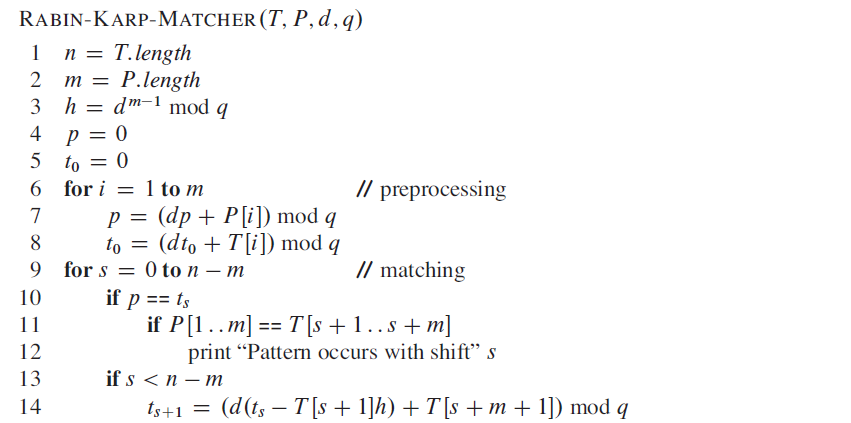 RABIN-KARP-MATCHER(T, P, d, q)
1 n = T.length
2 m = P.length
3 h = d^{m−1} mod q
4 p = 0
5 t₀ = 0
6 for i = 1 to m // preprocessing
7 p = (dp + P[i]) mod q
8 t₀ = (dt₀ + T[i]) mod q
9 for s = 0 to n − m // matching
10 if p == tₛ
11 if P[1..m] == T[s + 1..s + m]
12 print “Pattern occurs with shift” s
13 if s < n − m
14 tₛ₊₁ = (d(tₛ − T[s + 1]h) + T[s + m + 1]) mod q